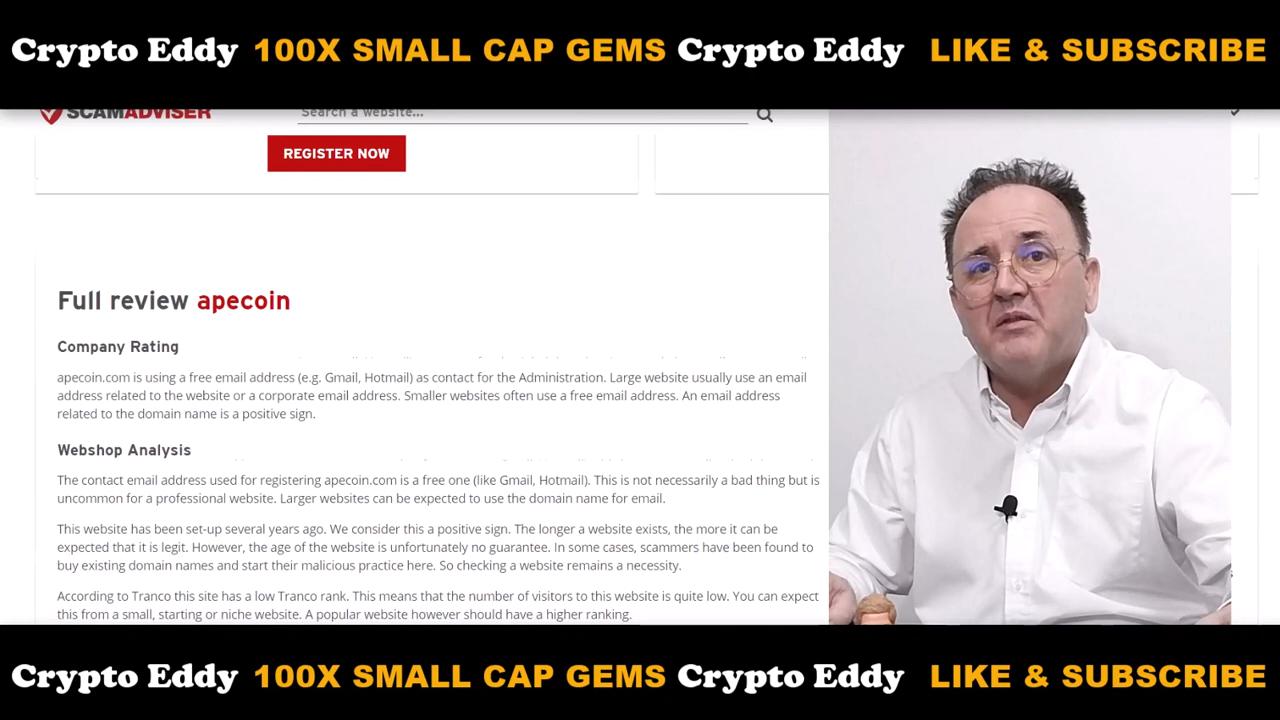 Crypto Eddy 100X SMALL CAP GEMS Crypto Eddy LIKE & SUBSCRIBE
SCAMADVISER Search a website...
REGISTER NOW
Full review apecoin
Company Rating
apecoin.com is using a free email address (e.g. Gmail, Hotmail) as contact for the Administration. Large website usually use an email
address related to the website or a corporate email address. Smaller websites often use a free email address. An email address
related to the domain name is a positive sign.
Webshop Analysis
The contact email address used for registering apecoin.com is a free one (like Gmail, Hotmail). This is not necessarily a bad thing but is
uncommon for a professional website. Larger websites can be expected to use the domain name for email.
This website has been set-up several years ago. We consider this a positive sign. The longer a website exists, the more it can be
expected that it is legit. However, the age of the website is unfortunately no guarantee. In some cases, scammers have been found to
buy existing domain names and start their malicious practice here. So checking a website remains a necessity.
According to Tranco this site has a low Tranco rank. This means that the number of visitors to this website is quite low. You can expect
this from a small, starting or niche website. A popular website however should have a higher ranking.
Crypto Eddy 100X SMALL CAP GEMS Crypto Eddy LIKE & SUBSCRIBE